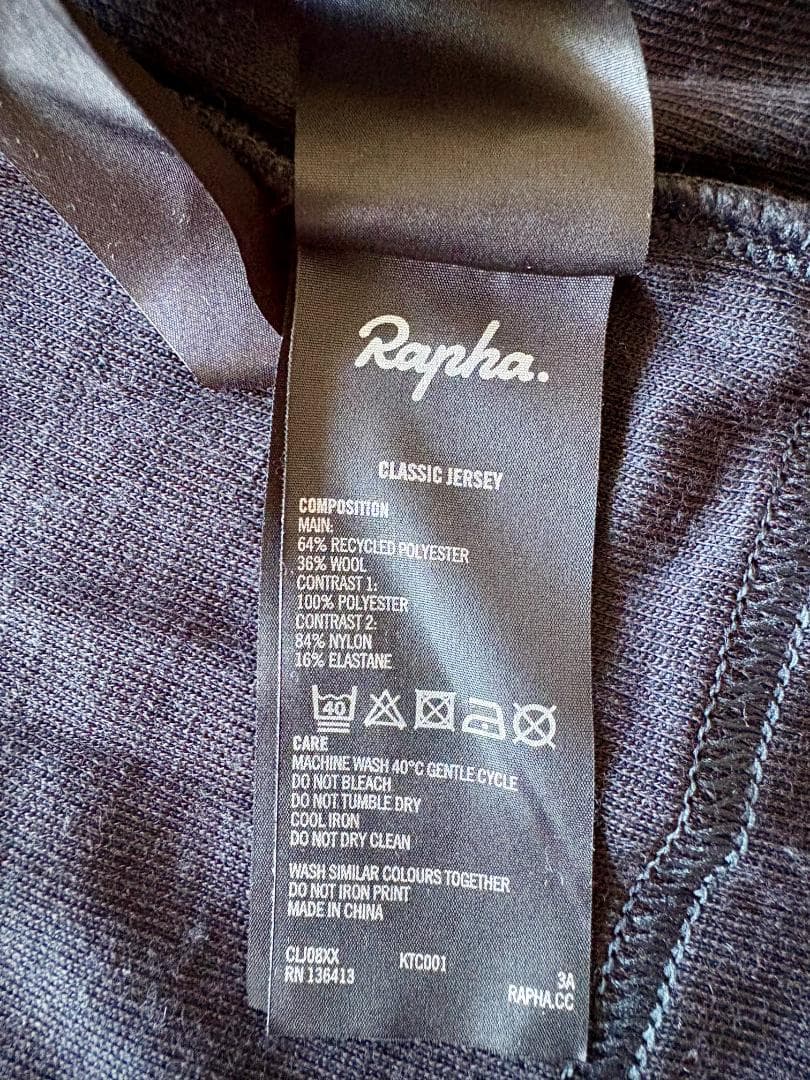 Rapha.
CLASSIC JERSEY
COMPOSITION
MAIN:
64% RECYCLED POLYESTER
36% WOOL
CONTRAST 1:
100% POLYESTER
CONTRAST 2:
84% NYLON
16% ELASTANE
40
CARE
MACHINE WASH 40°C GENTLE CYCLE
DO NOT BLEACH
DO NOT TUMBLE DRY
COOL IRON
DO NOT DRY CLEAN
WASH SIMILAR COLOURS TOGETHER
DO NOT IRON PRINT
MADE IN CHINA
CLJ08XX KTC001 3A
RN 136413 RAPHA.CC